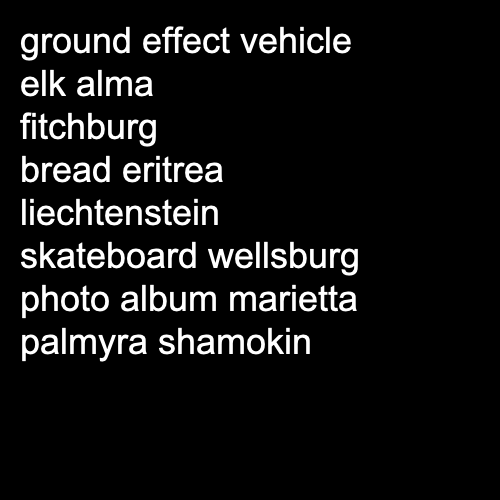 ground effect vehicle
elk alma
fitchburg
bread eritrea
liechtenstein
skateboard wellsburg
photo album marietta
palmyra shamokin